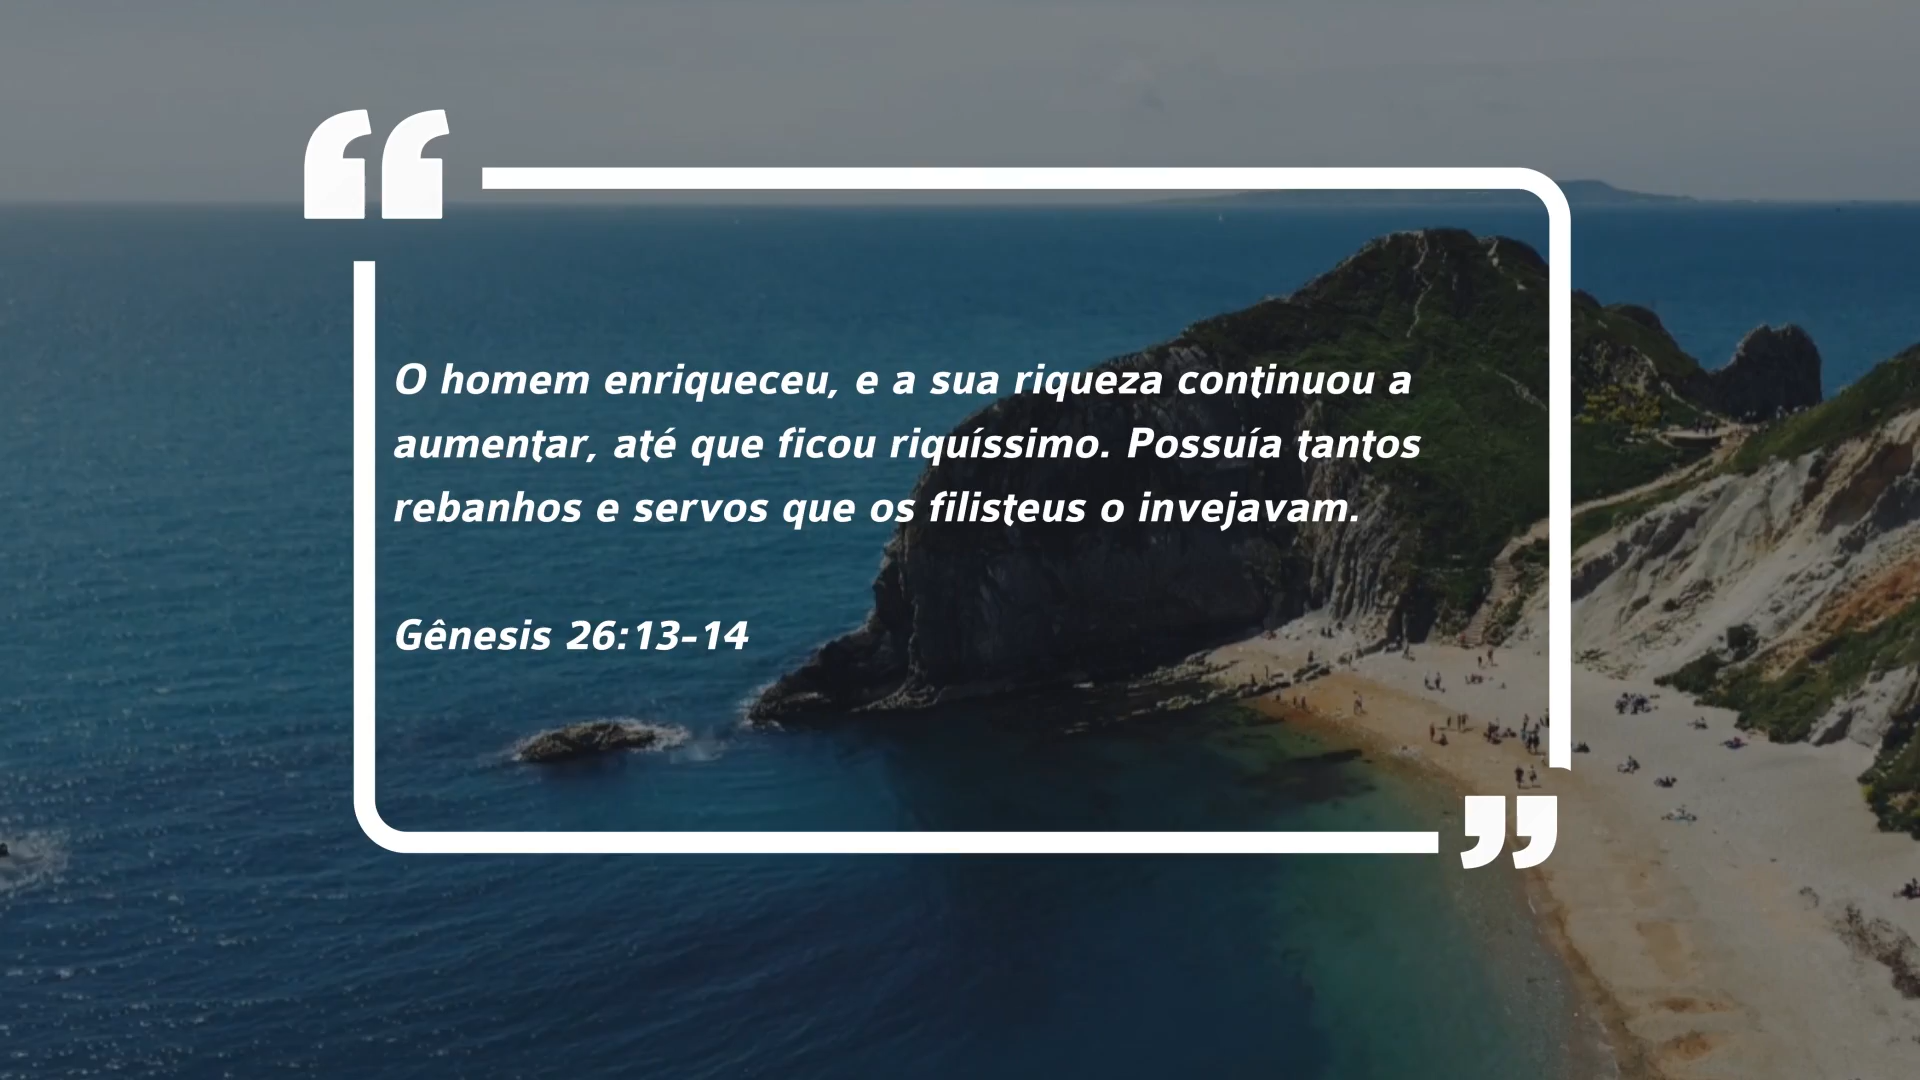 O homem enriqueceu, e a sua riqueza continuou a
aumentar, até que ficou riquíssimo. Possuía tantos
rebanhos e servos que os filisteus o invejavam.
Gênesis 26:13-14